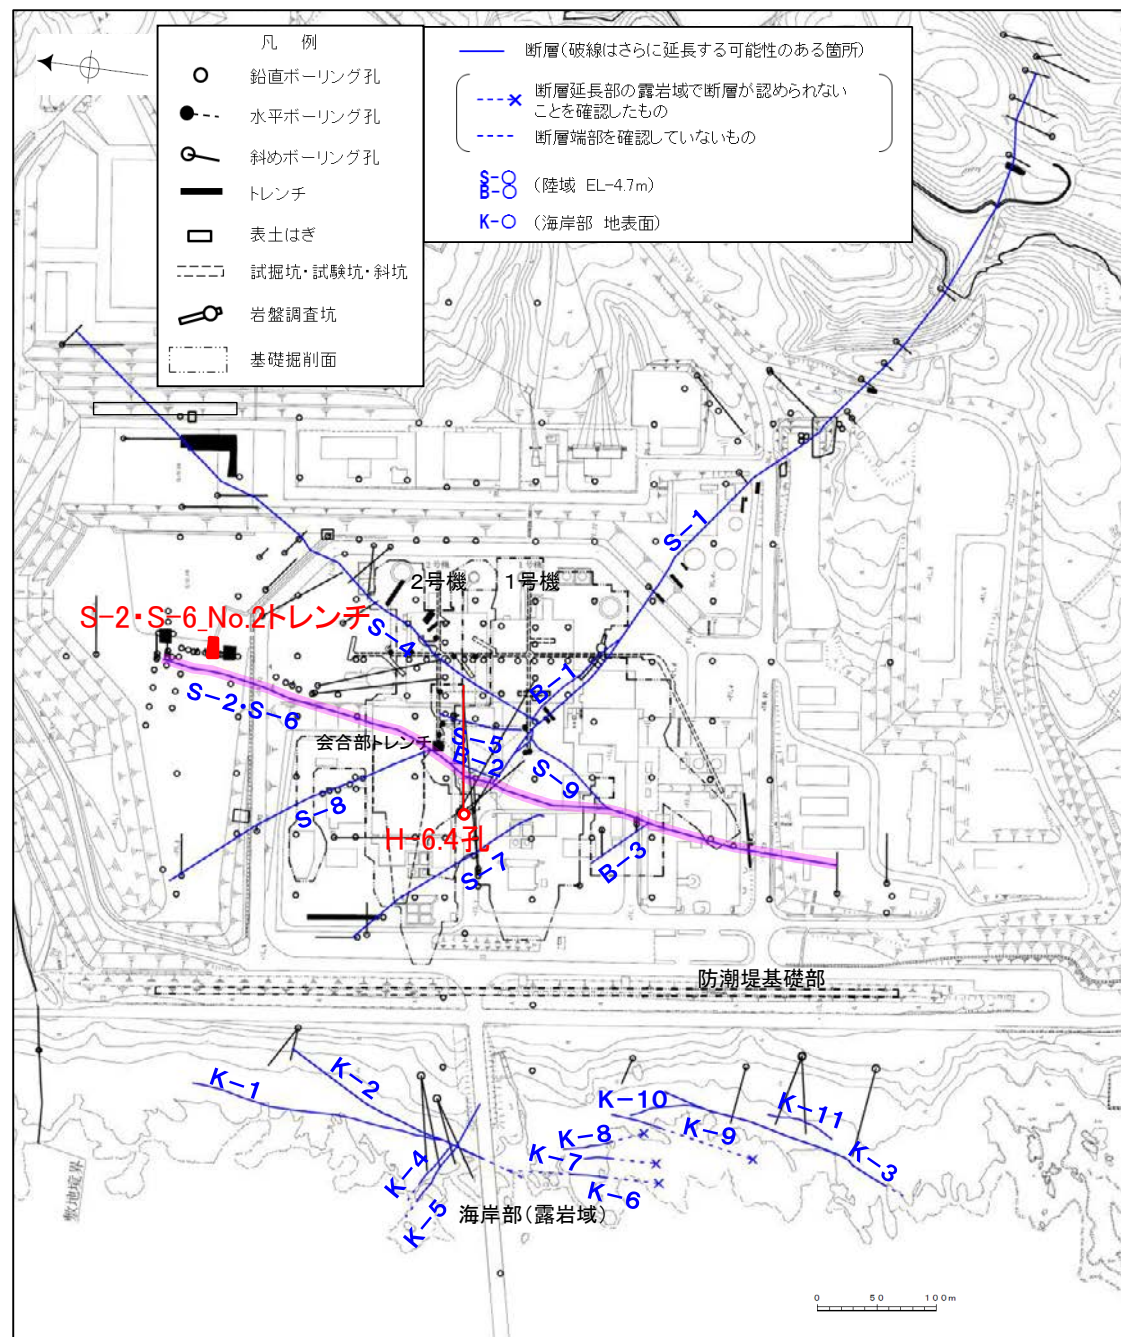 凡 例
鉛直ボーリング孔
水平ボーリング孔
斜めボーリング孔
トレンチ
表土はぎ
試掘坑・試験坑・斜坑
岩盤調査坑
基礎掘削面
断層(破線はさらに延長する可能性のある箇所)
断層延長部の露岩域で断層が認められない
ことを確認したもの
断層端部を確認していないもの
S-○
B-○
(陸域 EL-4.7m)
K-○ (海岸部 地表面)
S-1
2号機
1号機
2号機
1号機
S-2・S-6_No.2トレンチ
S-4
B-1
S-2・S-6
会合部トレンチ
S-5
B-2
S-9
S-8
H-6.4孔
S-7
B-3
防潮堤基礎部
K-1
K-2
K-10
K-11
K-9
K-8
K-7
K-3
K-4
K-6
K-5
海岸部(露岩域)
敷地境界
0 50 100m